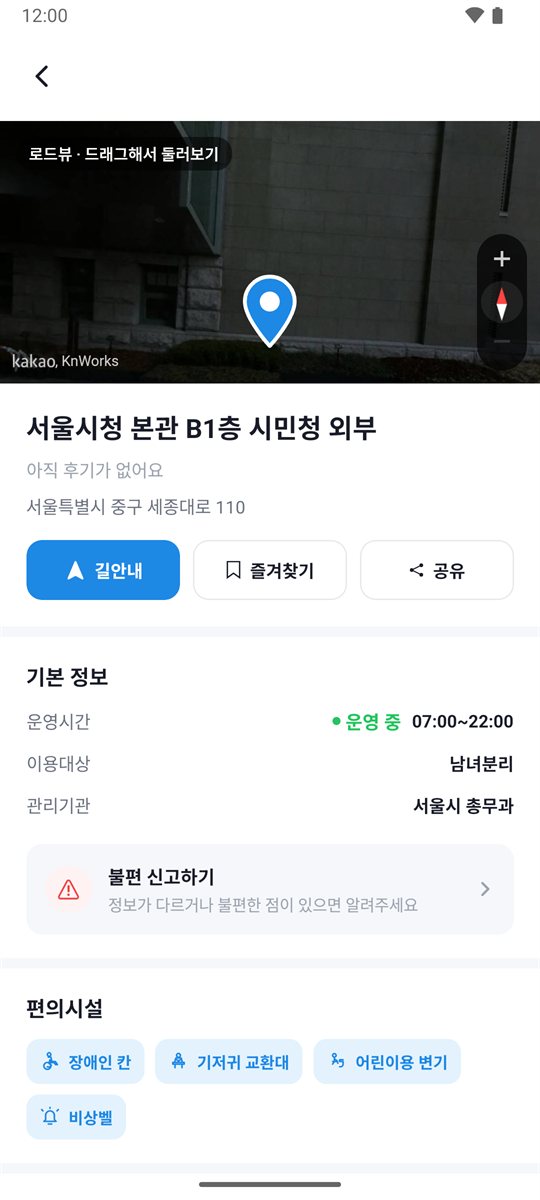 12:00
로드뷰 · 드래그해서 둘러보기
kakao, KnWorks
서울시청 본관 B1층 시민청 외부
아직 후기가 없어요
서울특별시 중구 세종대로 110
길안내 즐겨찾기 공유
기본 정보
운영시간 운영 중 07:00~22:00
이용대상 남녀분리
관리기관 서울시 총무과
불편 신고하기
정보가 다르거나 불편한 점이 있으면 알려주세요
편의시설
장애인 칸 기저귀 교환대 어린이용 변기
비상벨